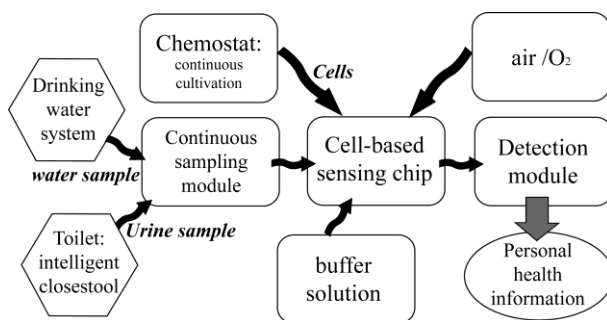 Chemostat:
continuous
cultivation
Cells
air /O₂
Drinking
water
system
water sample
Continuous
sampling
module
Cell-based
sensing chip
Detection
module
Toilet:
intelligent
closestool
Urine sample
buffer
solution
Personal
health
information